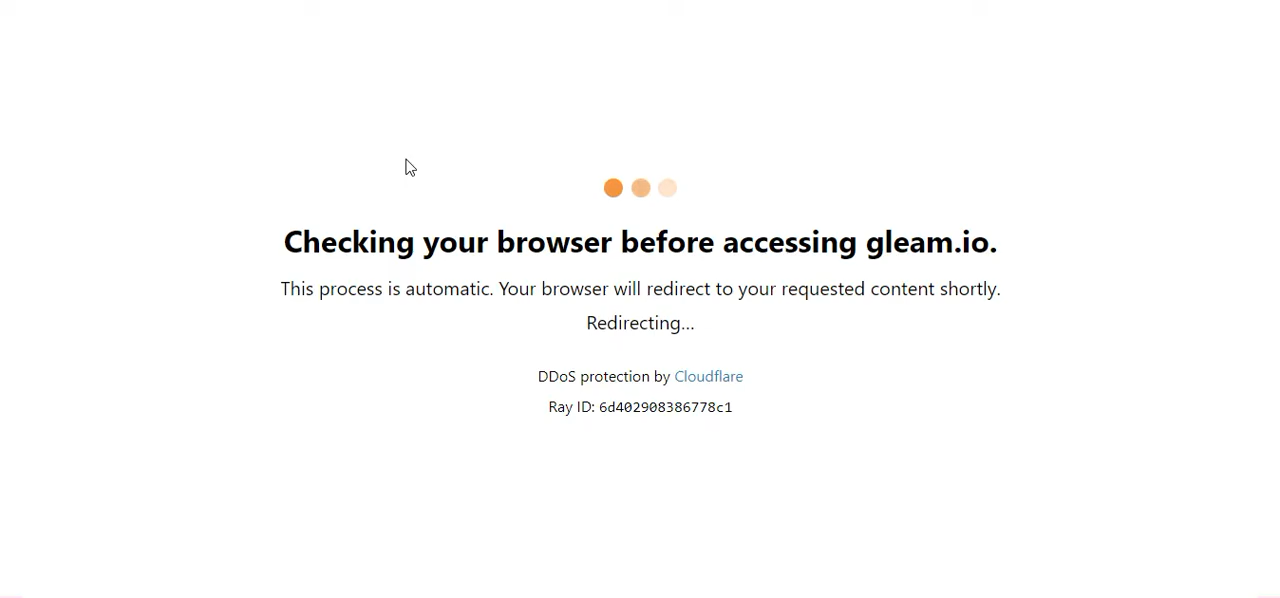 Checking your browser before accessing gleam.io.
This process is automatic. Your browser will redirect to your requested content shortly.
Redirecting...
DDoS protection by Cloudflare
Ray ID: 6d402908386778c1